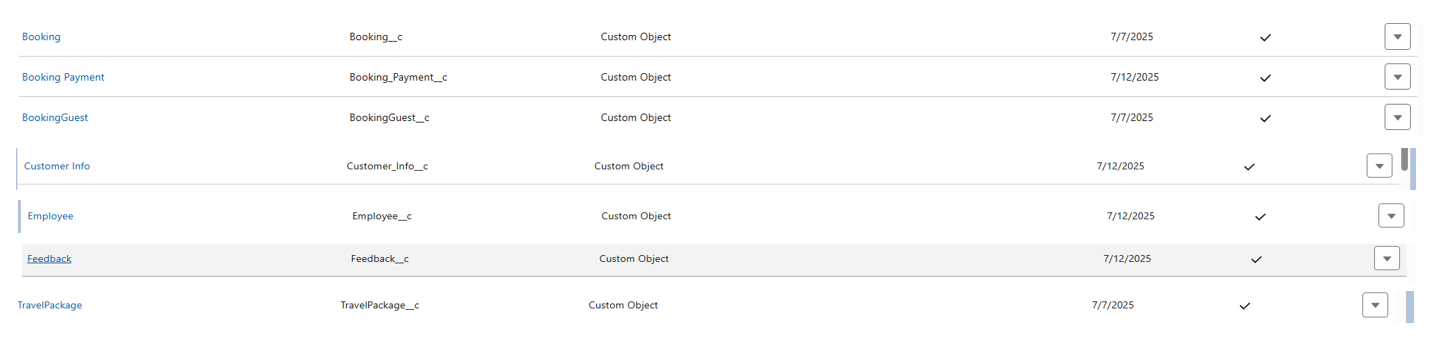 Booking Booking__c Custom Object 7/7/2025
Booking Payment Booking_Payment__c Custom Object 7/12/2025
BookingGuest BookingGuest__c Custom Object 7/7/2025
Customer Info Customer_Info__c Custom Object 7/12/2025
Employee Employee__c Custom Object 7/12/2025
Feedback Feedback__c Custom Object 7/12/2025
TravelPackage TravelPackage__c Custom Object 7/7/2025